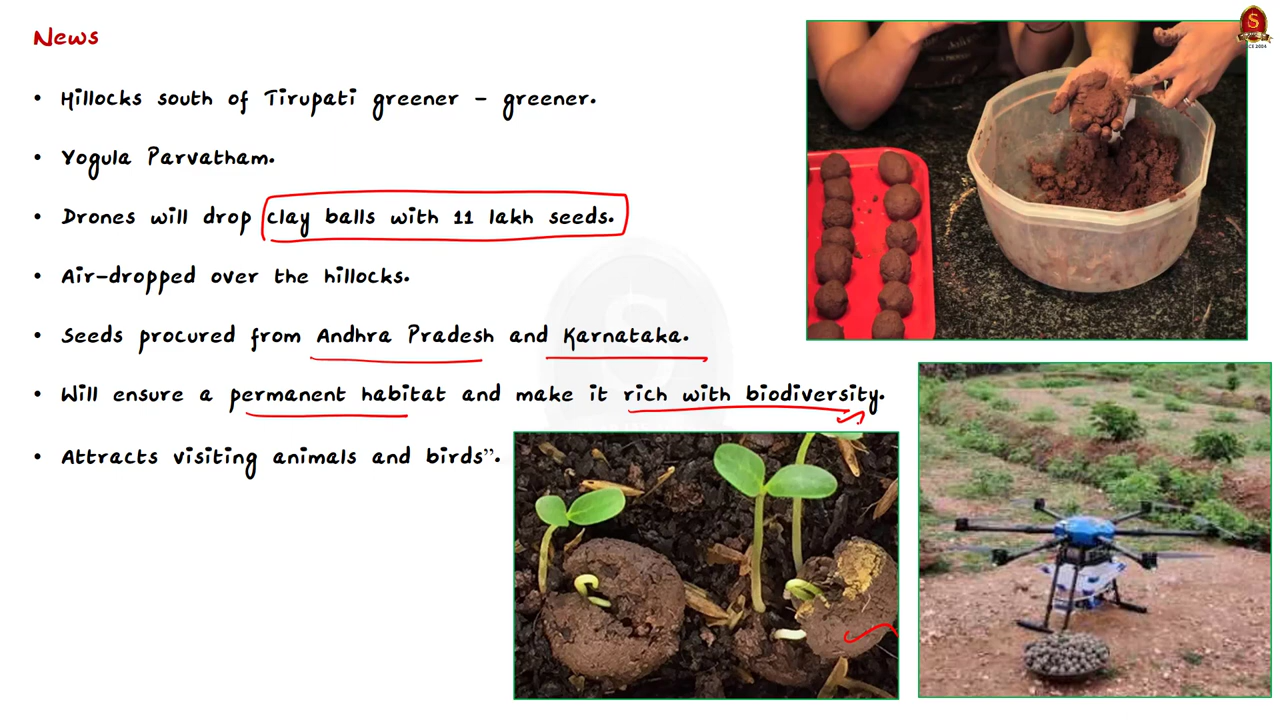 News
• Hillocks south of Tirupati greener - greener.
• Yogula Parvatham.
• Drones will drop clay balls with 11 lakh seeds.
• Air-dropped over the hillocks.
• Seeds procured from Andhra Pradesh and Karnataka.
• Will ensure a permanent habitat and make it rich with biodiversity.
• Attracts visiting animals and birds”.
S